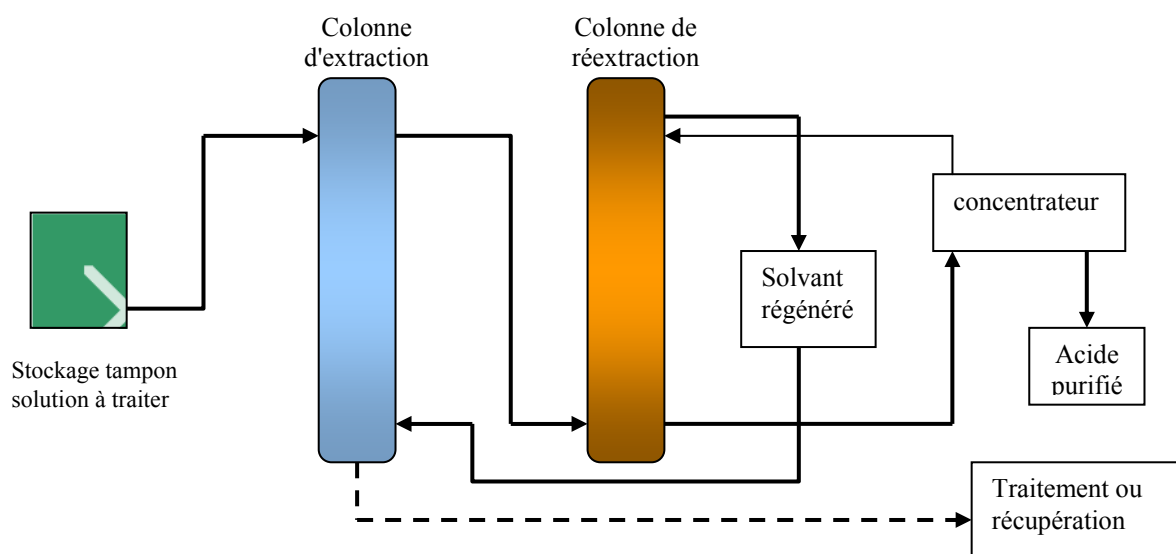 Colonne
d'extraction
Colonne de
réextraction
concentrateur
Solvant
régénéré
Acide
purifié
Stockage tampon
solution à traiter
Traitement ou
récupération